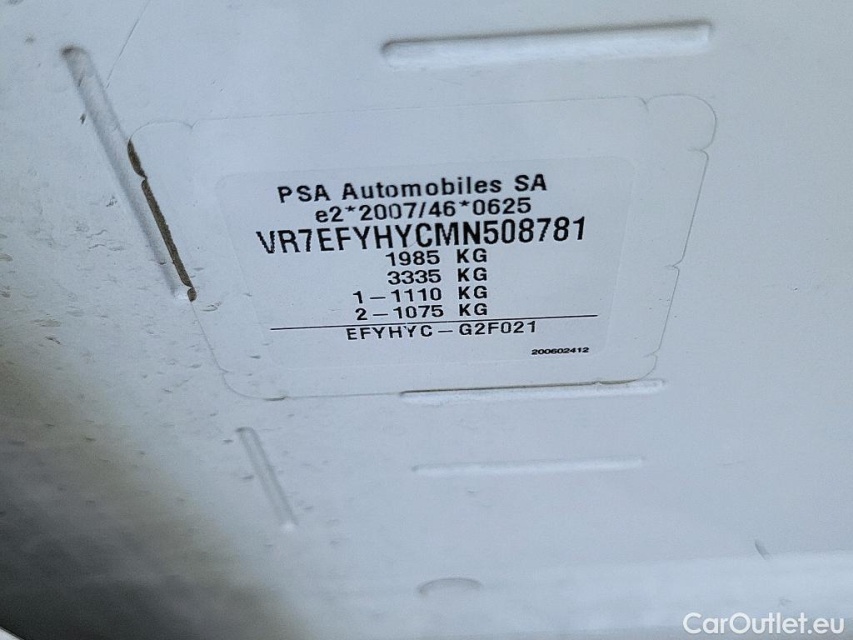 PSA Automobiles SA
e2*2007/46*0625
VR7EFYHYCMN508781
1985 KG
3335 KG
1-1110 KG
2-1075 KG
EFYHYC-G2F021
200602412
CarOutlet.eu